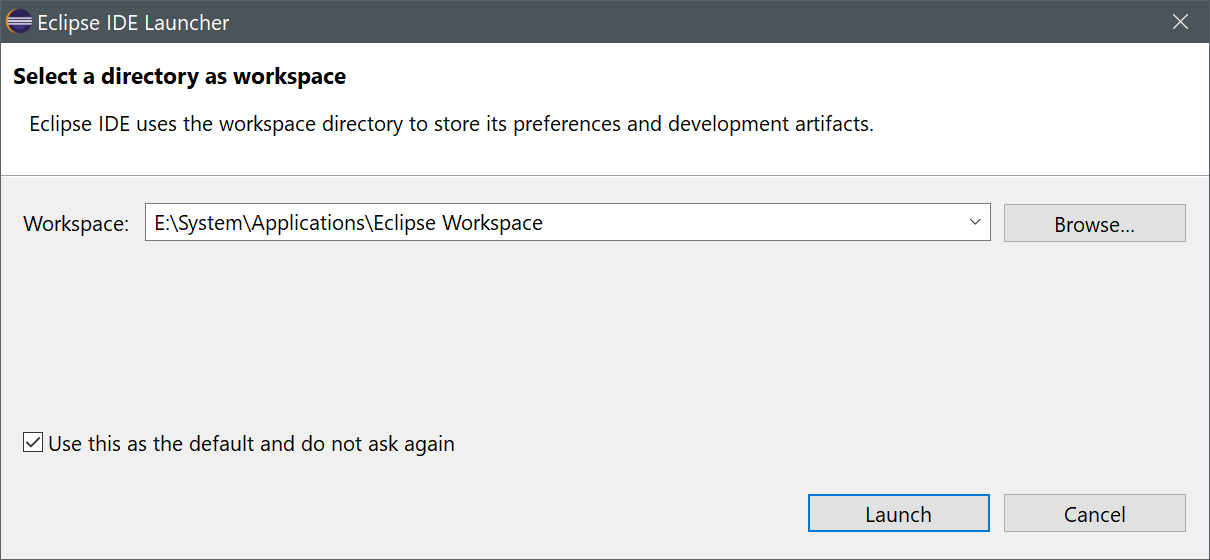 Eclipse IDE Launcher
Select a directory as workspace
Eclipse IDE uses the workspace directory to store its preferences and development artifacts.
Workspace: E:\System\Applications\Eclipse Workspace Browse...
Use this as the default and do not ask again
Launch Cancel